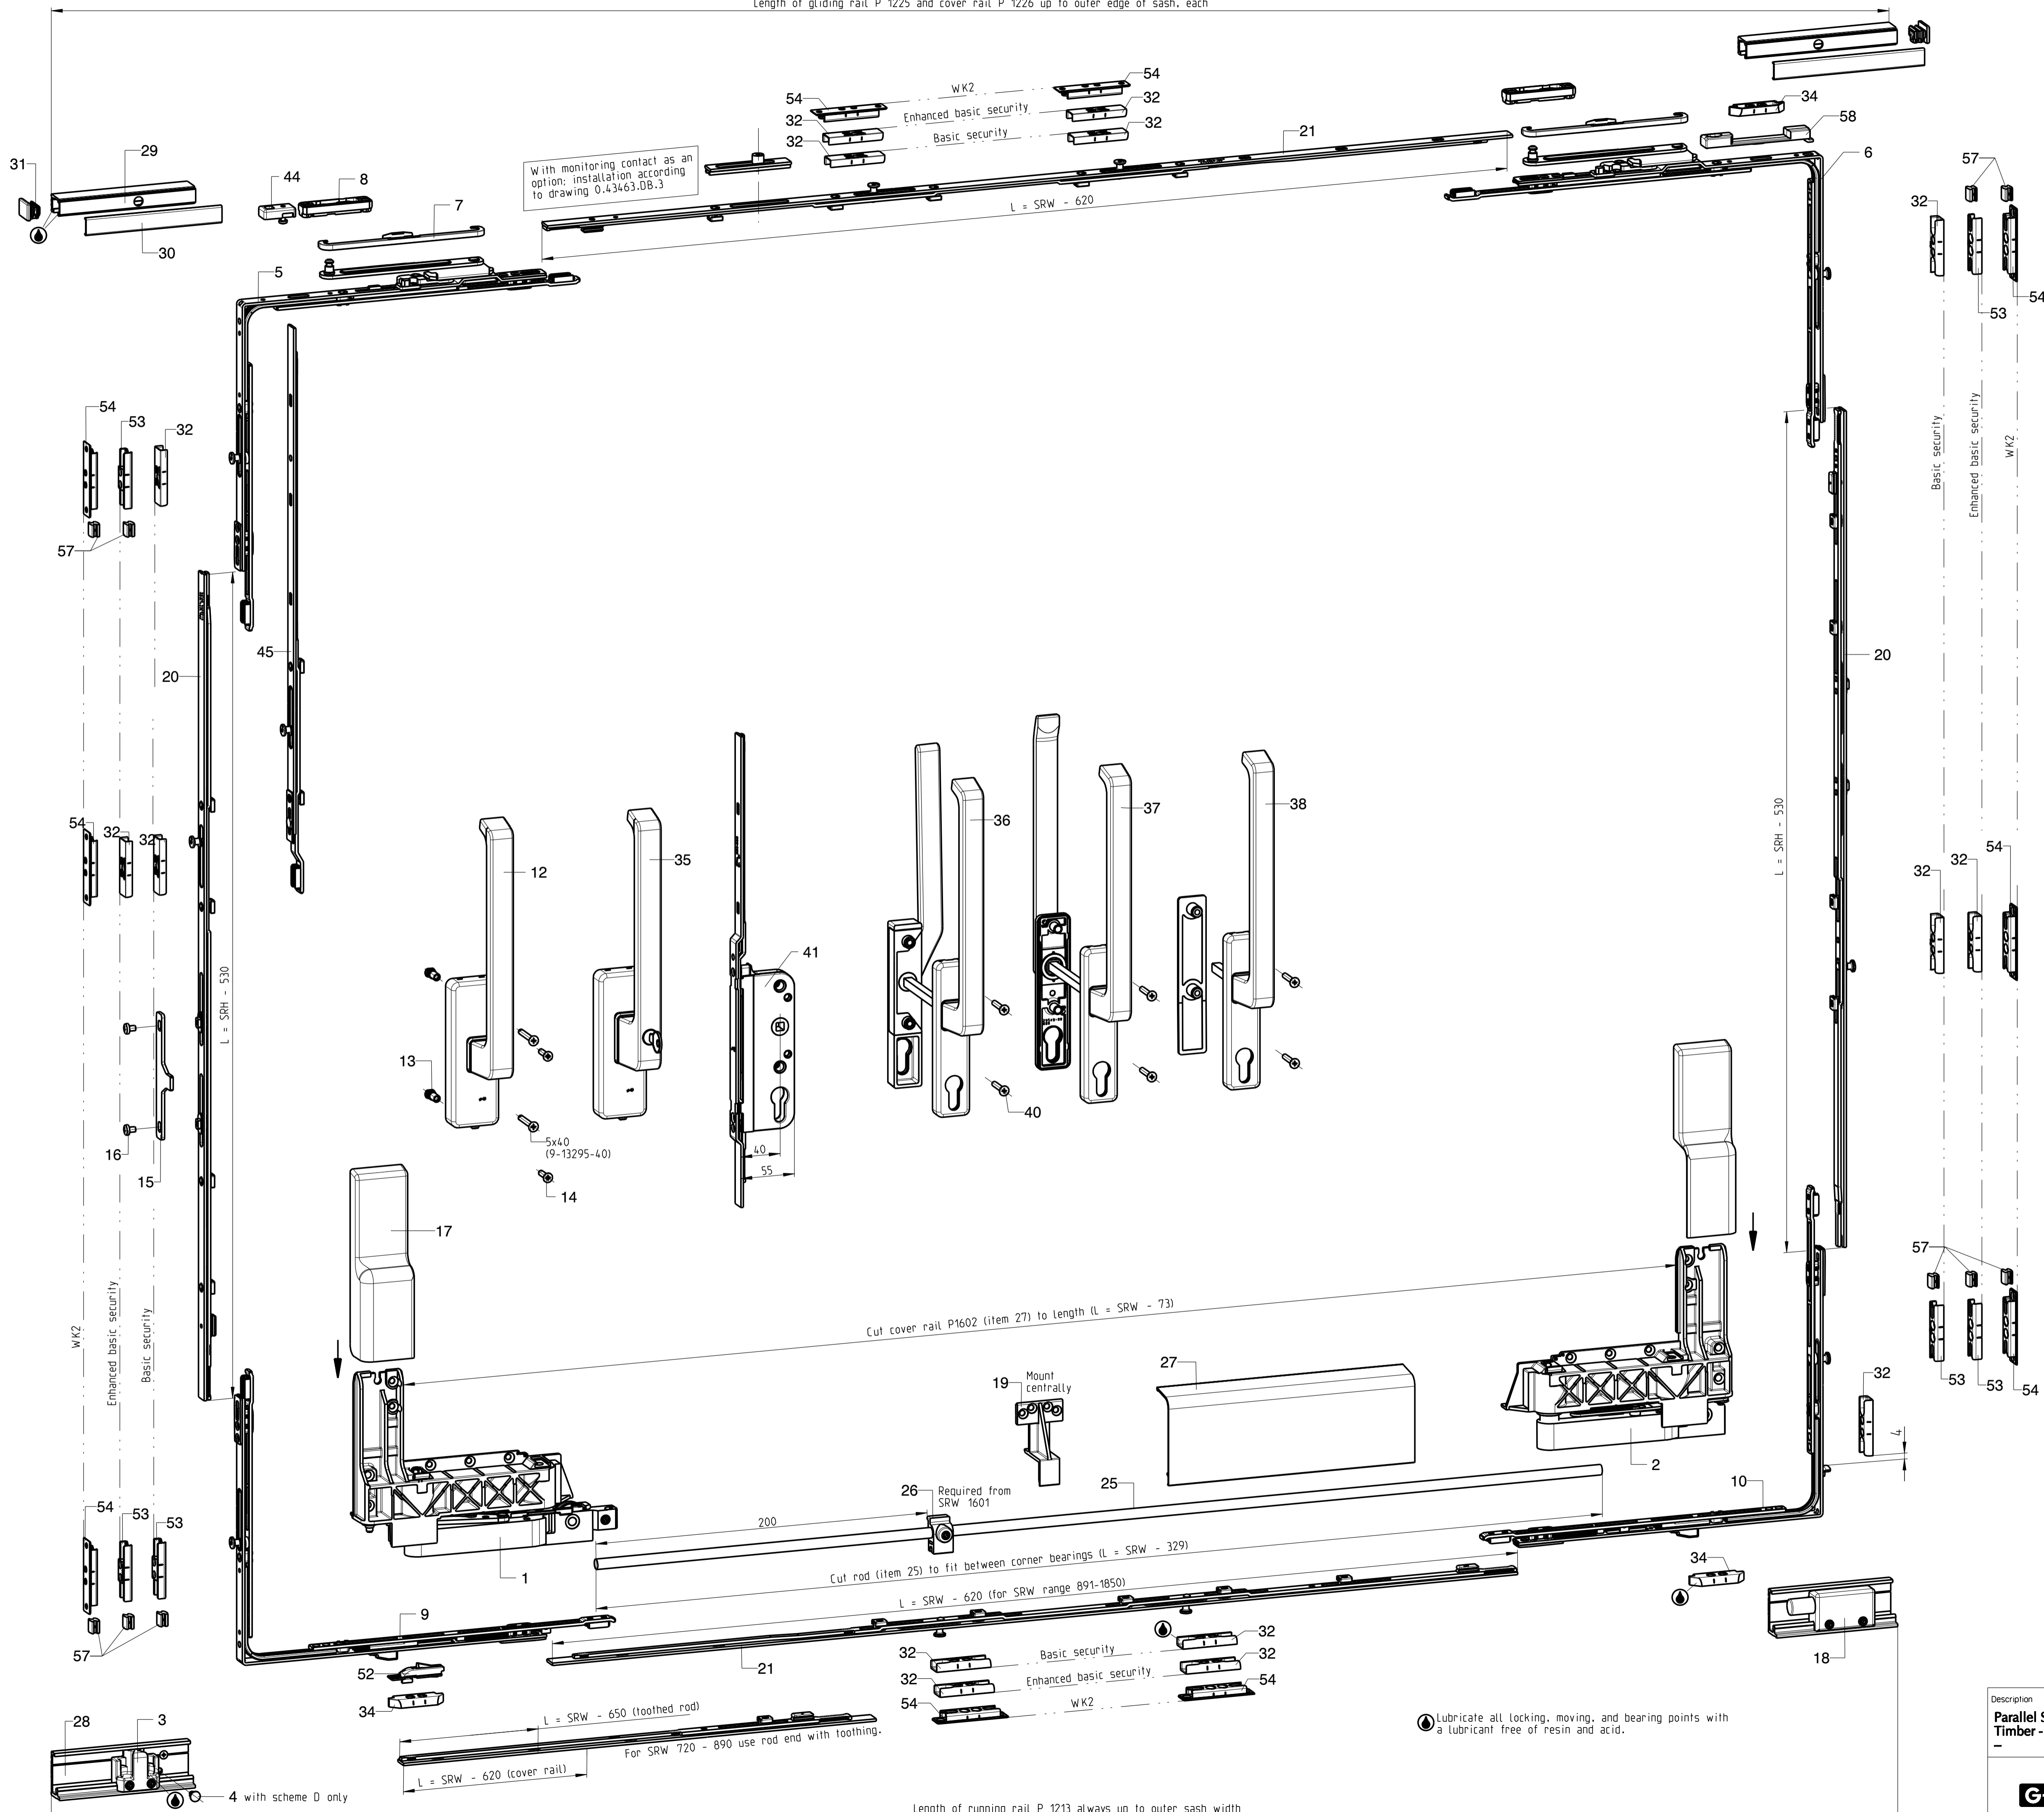 Length of gliding rail P 1225 and cover rail P 1226 up to outer edge of sash, each
31
29
30
44
8
7
5
With monitoring contact as an
option: installation according
to drawing 0.43463.DB.3
54
WK2
54
32
Enhanced basic security
32
32
Basic security
32
21
L = SRW - 620
34
58
6
57
32
54
53
Basic security
Enhanced basic security
WK2
54
53
32
57
45
20
20
54
32
32
L = SRH - 530
L = SRH - 530
12
35
41
36
37
38
54
32
32
13
5x40
(9-13295-40)
14
40
55
40
16
15
17
WK2
Enhanced basic security
Basic security
57
53
53
54
32
4
Cut cover rail P1602 (item 27) to length (L = SRW - 73)
19
Mount
centrally
27
2
10
26
Required from
SRW 1601
25
200
Cut rod (item 25) to fit between corner bearings (L = SRW - 329)
L = SRW - 620 (for SRW range 891-1850)
1
54
53
53
57
9
52
34
21
32
Basic security
32
32
Enhanced basic security
32
54
WK2
54
34
18
28
3
4 with scheme D only
L = SRW - 650 (toothed rod)
For SRW 720 - 890 use rod end with toothing.
L = SRW - 620 (cover rail)
Lubricate all locking, moving, and bearing points with
a lubricant free of resin and acid.
Length of running rail P 1213 always up to outer sash width
Description
Parallel S
Timber -
–
G